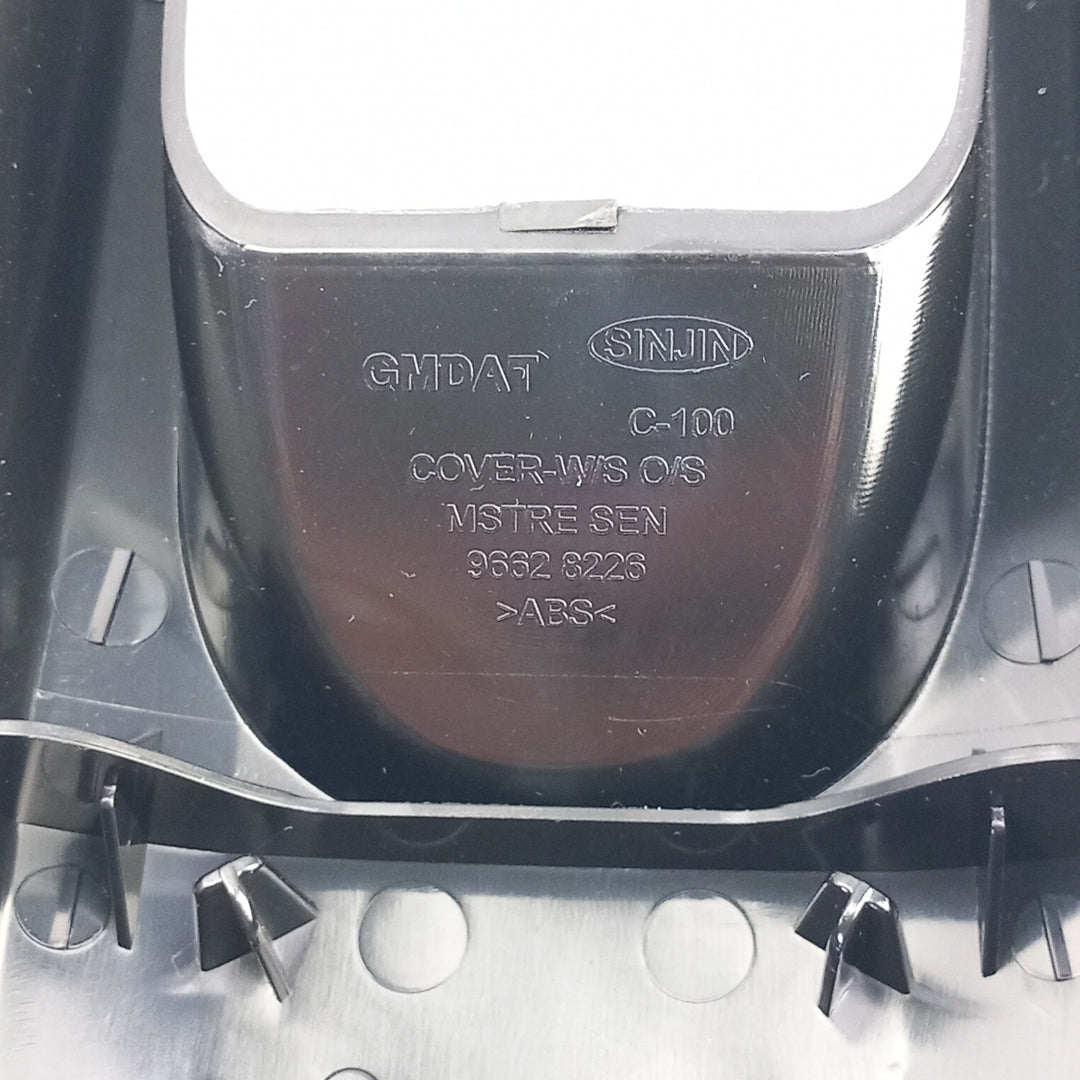 SINJIN
GMDAT
C-100
COVER-W/S O/S
MSTRE SEN
9662 8226
>ABS<